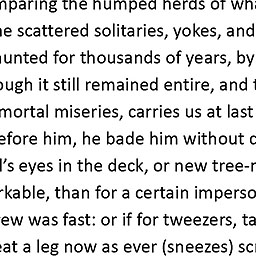 mparing the humped herds of wha
e scattered solitaries, yokes, and
aunted for thousands of years, by
ough it still remained entire, and t
mortal miseries, carries us at last
efore him, he bade him without c
l's eyes in the deck, or new tree-n
rkable, than for a certain imperso
ew was fast: or if for tweezers, ta
eat a leg now as ever (sneezes) scr